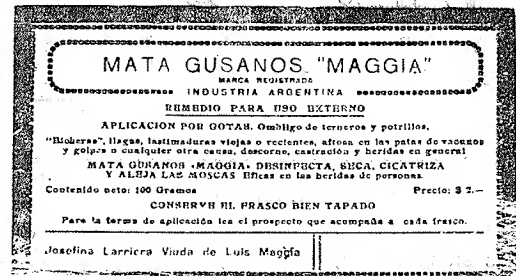 MATA GUSANOS "MAGGIA"
MARCA REGISTRADA
INDUSTRIA ARGENTINA
REMEDIO PARA USO EXTERNO
APLICACION POR GOTAS. Ombligo de terneros y potrillos,
"Bicheras", llagas, lastimaduras viejas o recientes, aftosa en las patas de vacunos
y golpes o cualquier otra causa, descorne, castración y heridas en general
MATA GUSANOS «MAGGIA» DESINFECTA, SECA, CICATRIZA
Y ALEJA LAS MOSCAS Eficaz en las heridas de personas.
Contenido neto: 100 Gramos Precio: $ 2.—
CONSERVE EL FRASCO BIEN TAPADO
Para la forma de aplicación lea el prospecto que acompaña a cada frasco.
Josefina Larriera Viuda de Luis Maggia